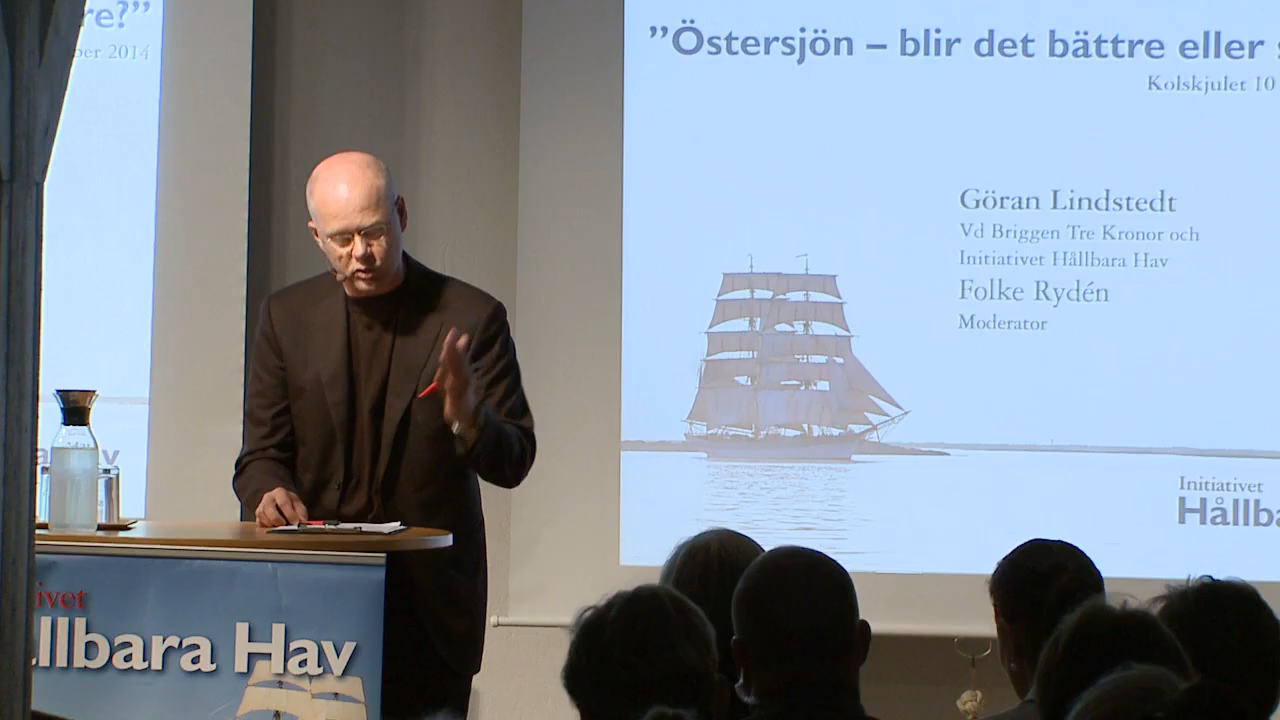 re?”
ber 2014
”Östersjön – blir det bättre eller
Kolskjulet 10
Göran Lindstedt
Vd Briggen Tre Kronor och
Initiativet Hållbara Hav
Folke Rydén
Moderator
Initiativet
Hållba
ivet
ållbara Hav